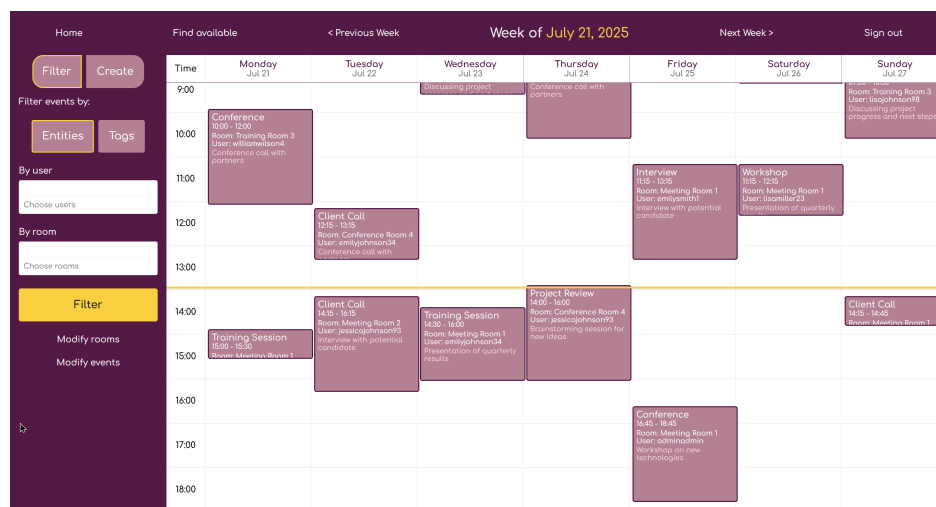 Home
Find available
< Previous Week
Week of July 21, 2025
Next Week >
Sign out
Filter
Create
Filter events by:
Entities
Tags
By user
Choose users
By room
Choose rooms
Filter
Modify rooms
Modify events
Time
Monday
Jul 21
Tuesday
Jul 22
Wednesday
Jul 23
Thursday
Jul 24
Friday
Jul 25
Saturday
Jul 26
Sunday
Jul 27
9:00
10:00
11:00
12:00
13:00
14:00
15:00
16:00
17:00
18:00
Conference
10:00 - 12:00
Room: Training Room 3
User: williamwilson4
Conference call with
partners
Training Session
15:00 - 15:30
Room: Meeting Room 1
Client Call
12:15 - 13:15
Room: Conference Room 4
User: emilyjohnson34
Conference call with
Client Call
14:15 - 16:15
Room: Meeting Room 2
User: jessicajohnson93
Interview with potential
candidate
Discussing project
Training Session
14:30 - 16:00
Room: Meeting Room 1
User: emilyjohnson34
Presentation of quarterly
results
Conference call with
partners
Project Review
14:00 - 16:00
Room: Conference Room 4
User: jessicajohnson93
Brainstorming session for
new ideas
Interview
11:15 - 13:15
Room: Meeting Room 1
User: emilysmith1
Interview with potential
candidate
Conference
16:45 - 18:45
Room: Meeting Room 1
User: adminadmin
Workshop on new
technologies
Workshop
11:15 - 12:15
Room: Meeting Room 1
User: lisamiller23
Presentation of quarterly
Room: Training Room 3
User: lisajohnson98
Discussing project
progress and next steps
Client Call
14:15 - 14:45
Room: Meeting Room 1